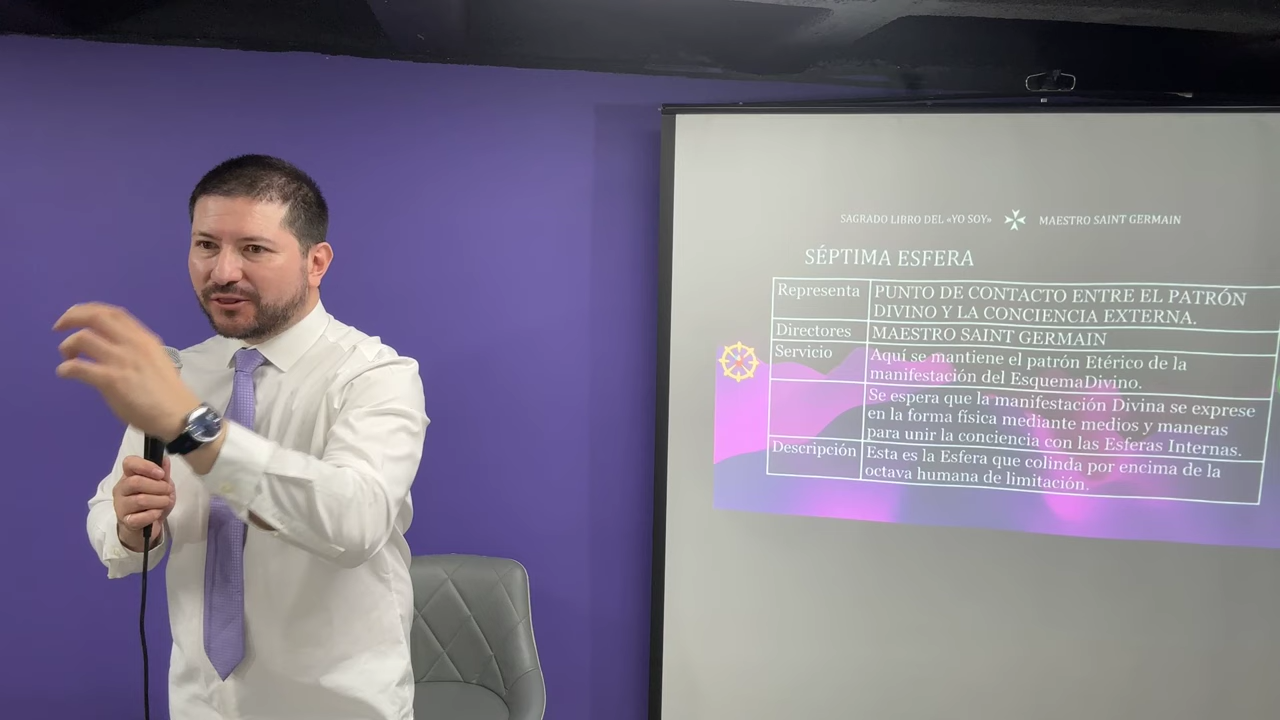 SAGRADO LIBRO DEL «YO SOY» MAESTRO SAINT GERMAIN
SÉPTIMA ESFERA
Representa PUNTO DE CONTACTO ENTRE EL PATRÓN
DIVINO Y LA CONCIENCIA EXTERNA.
Directores MAESTRO SAINT GERMAIN
Servicio Aquí se mantiene el patrón Etérico de la
manifestación del EsquemaDivino.
Se espera que la manifestación Divina se exprese
en la forma física mediante medios y maneras
para unir la conciencia con las Esferas Internas.
Descripción Esta es la Esfera que colinda por encima de la
octava humana de limitación.